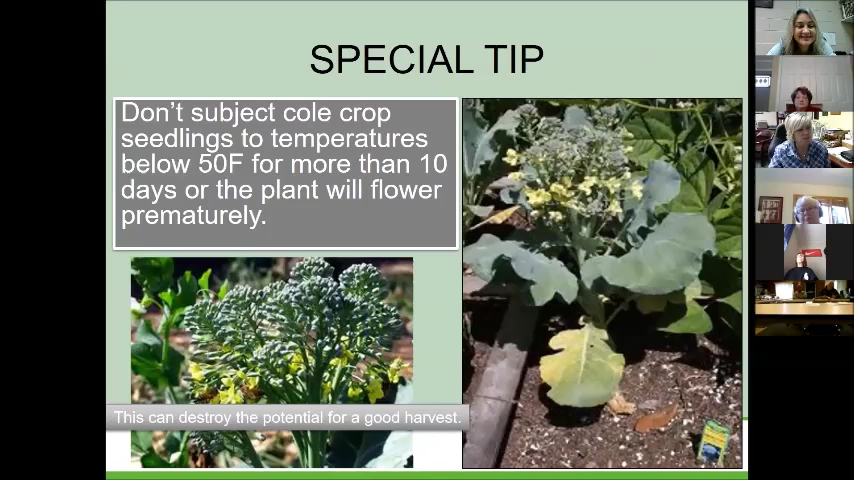 SPECIAL TIP
Don't subject cole crop
seedlings to temperatures
below 50F for more than 10
days or the plant will flower
prematurely.
This can destroy the potential for a good harvest.